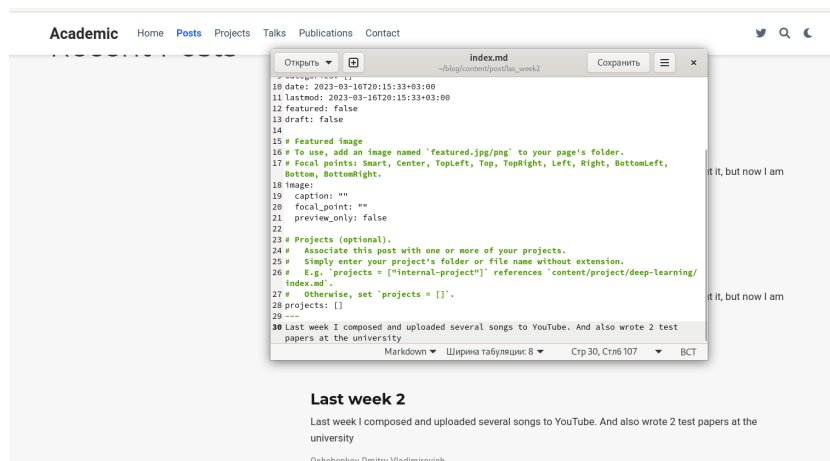 Academic Home Posts Projects Talks Publications Contact
Recent Posts
Открыть
index.md
~/blog/content/post/las_week2
Сохранить
9 categories: []
10 date: 2023-03-16T20:15:33+03:00
11 lastmod: 2023-03-16T20:15:33+03:00
12 featured: false
13 draft: false
14
15 # Featured image
16 # To use, add an image named `featured.jpg/png` to your page's folder.
17 # Focal points: Smart, Center, TopLeft, Top, TopRight, Left, Right, BottomLeft,
Bottom, BottomRight.
18 image:
19 caption: ""
20 focal_point: ""
21 preview_only: false
22
23 # Projects (optional).
24 # Associate this post with one or more of your projects.
25 # Simply enter your project's folder or file name without extension.
26 # E.g. `projects = ["internal-project"]` references `content/project/deep-learning/
index.md`.
27 # Otherwise, set `projects = []`.
28 projects: []
29 ---
30 Last week I composed and uploaded several songs to YouTube. And also wrote 2 test
papers at the university
Markdown Ширина табуляции: 8 Стр 30, Стлб 107 ВСТ
it, but now I am
it, but now I am
Last week 2
Last week I composed and uploaded several songs to YouTube. And also wrote 2 test papers at the
university